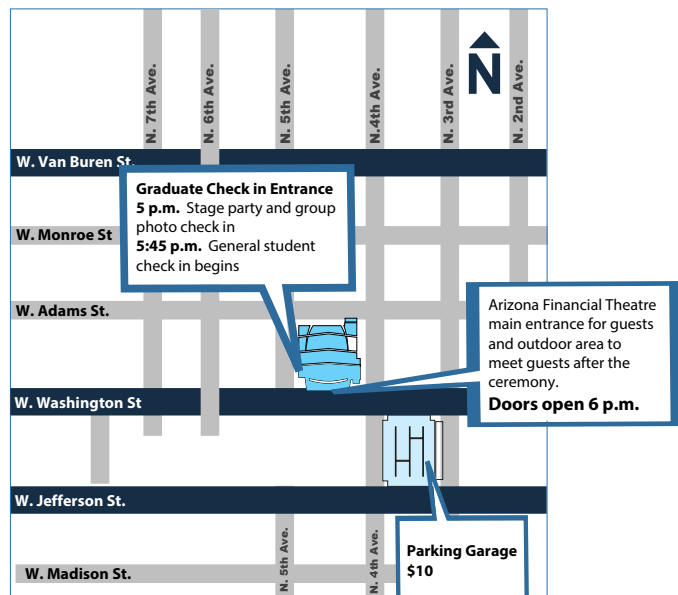 N. 7th Ave.
N. 6th Ave.
N. 5th Ave.
N.4th Ave.
N. 3rd Ave.
N. 2nd Ave.
N
W. Van Buren St.
Graduate Check in Entrance
5 p.m. Stage party and group
photo check in
5:45 p.m. General student
check in begins
W. Monroe St
W. Adams St.
Arizona Financial Theatre
main entrance for guests
and outdoor area to
meet guests after the
ceremony.
Doors open 6 p.m.
W. Washington St
W. Jefferson St.
N. 5th Ave.
N. 4th Ave.
Parking Garage
$10
W. Madison St.